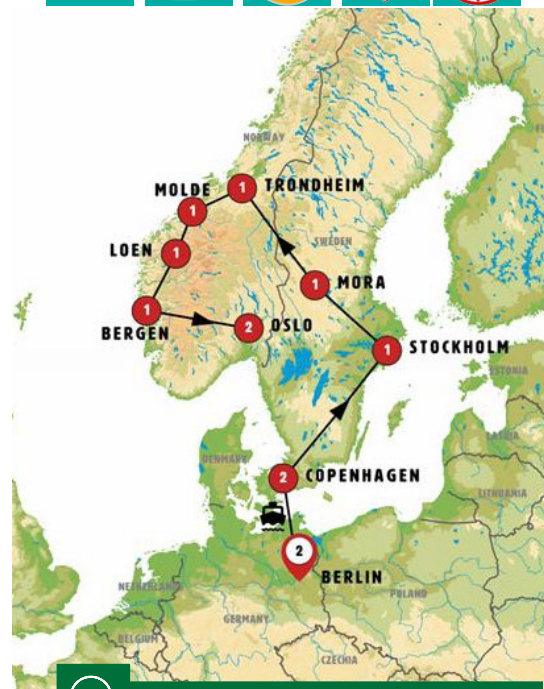 NORWAY
1
TRONDHEIM
MOLDE
1
LOEN
1
SWEDEN
1
MORA
1
BERGEN
2
OSLO
1
STOCKHOLM
ESTONIA
LATVIA
DENMARK
2
COPENHAGEN
LITHUANIA
2
BERLIN
NETHERLANDS
POLAND
GERMANY
BELGIUM
CZECHIA